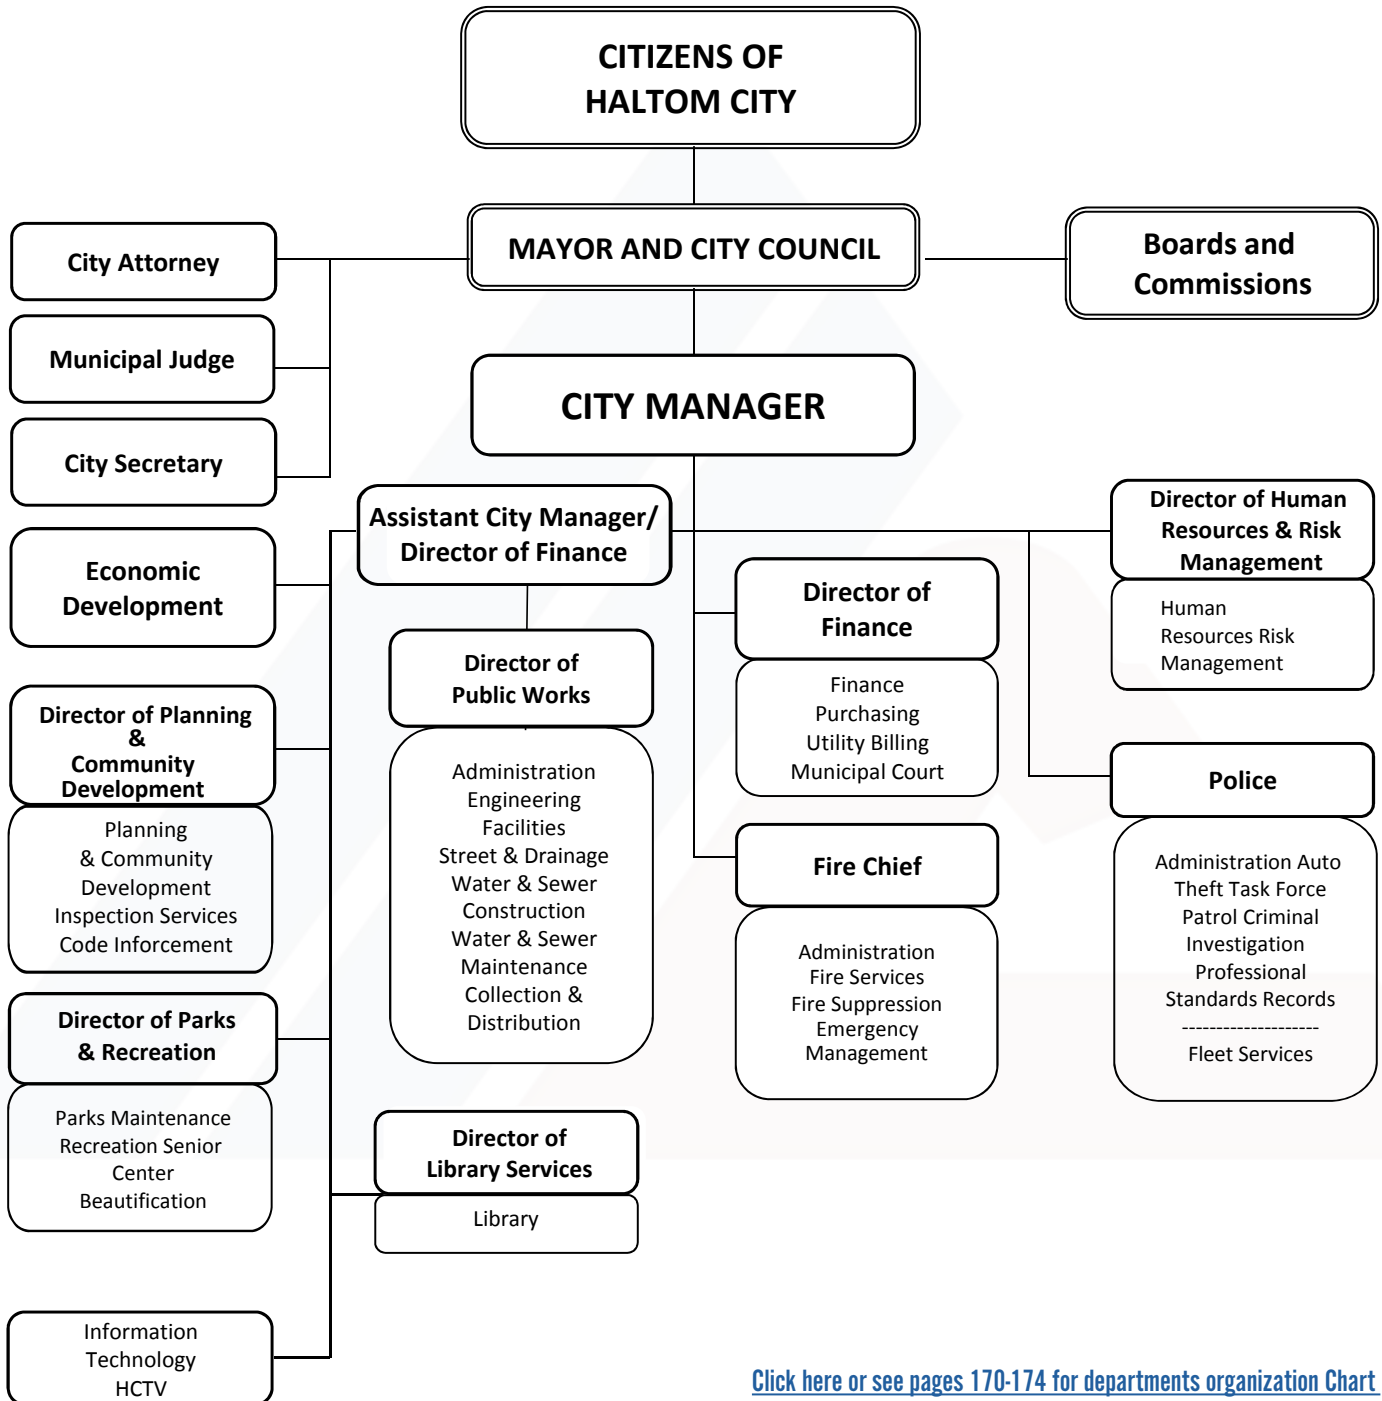 CITIZENS OF
HALTOM CITY
MAYOR AND CITY COUNCIL
Boards and
Commissions
City Attorney
Municipal Judge
City Secretary
CITY MANAGER
Assistant City Manager/
Director of Finance
Economic
Development
Director of Planning
&
Community
Development
Planning
& Community
Development
Inspection Services
Code Inforcement
Director of Parks
& Recreation
Parks Maintenance
Recreation Senior
Center
Beautification
Information
Technology
HCTV
Director of
Public Works
Administration
Engineering
Facilities
Street & Drainage
Water & Sewer
Construction
Water & Sewer
Maintenance
Collection &
Distribution
Director of
Library Services
Library
Director of
Finance
Finance
Purchasing
Utility Billing
Municipal Court
Fire Chief
Administration
Fire Services
Fire Suppression
Emergency
Management
Director of Human
Resources & Risk
Management
Human
Resources Risk
Management
Police
Administration Auto
Theft Task Force
Patrol Criminal
Investigation
Professional
Standards Records
--------------------
Fleet Services
Click here or see pages 170-174 for departments organization Chart